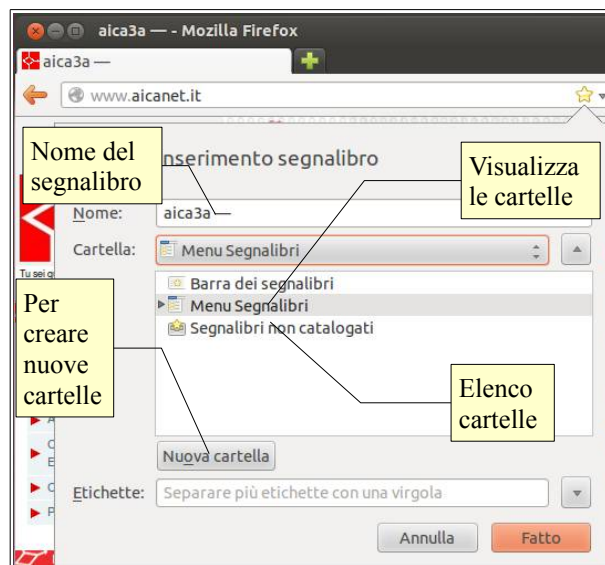 aica3a — - Mozilla Firefox
aica3a —
www.aicanet.it
Nome del
segnalibro
nserimento segnalibro
Visualizza
le cartelle
Nome:
aica3a —
Cartella:
Menu Segnalibri
Tu sei q
Barra dei segnalibri
Menu Segnalibri
Segnalibri non catalogati
Per
creare
nuove
cartelle
Elenco
cartelle
Nuova cartella
Etichette:
Separare più etichette con una virgola
Annulla
Fatto